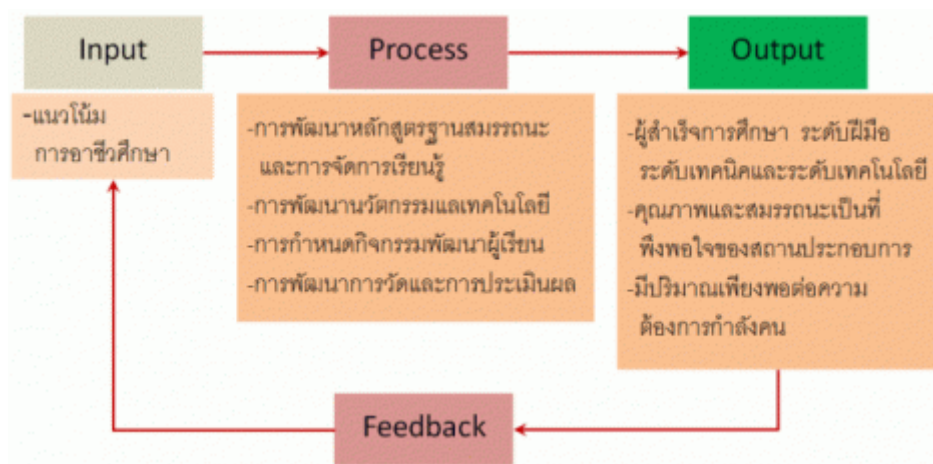 Input
Process
Output
-แนวโน้ม
การอาชีวศึกษา
-การพัฒนาหลักสูตรฐานสมรรถนะ
และการจัดการเรียนรู้
-การพัฒนานวัตกรรมแลเทคโนโลยี
-การกำหนดกิจกรรมพัฒนาผู้เรียน
-การพัฒนาการวัดและการประเมินผล
-ผู้สำเร็จการศึกษา ระดับฝีมือ
ระดับเทคนิคและระดับเทคโนโลยี
-คุณภาพและสมรรถนะเป็นที่
พึงพอใจของสถานประกอบการ
-มีปริมาณเพียงพอต่อความ
ต้องการกำลังคน
Feedback